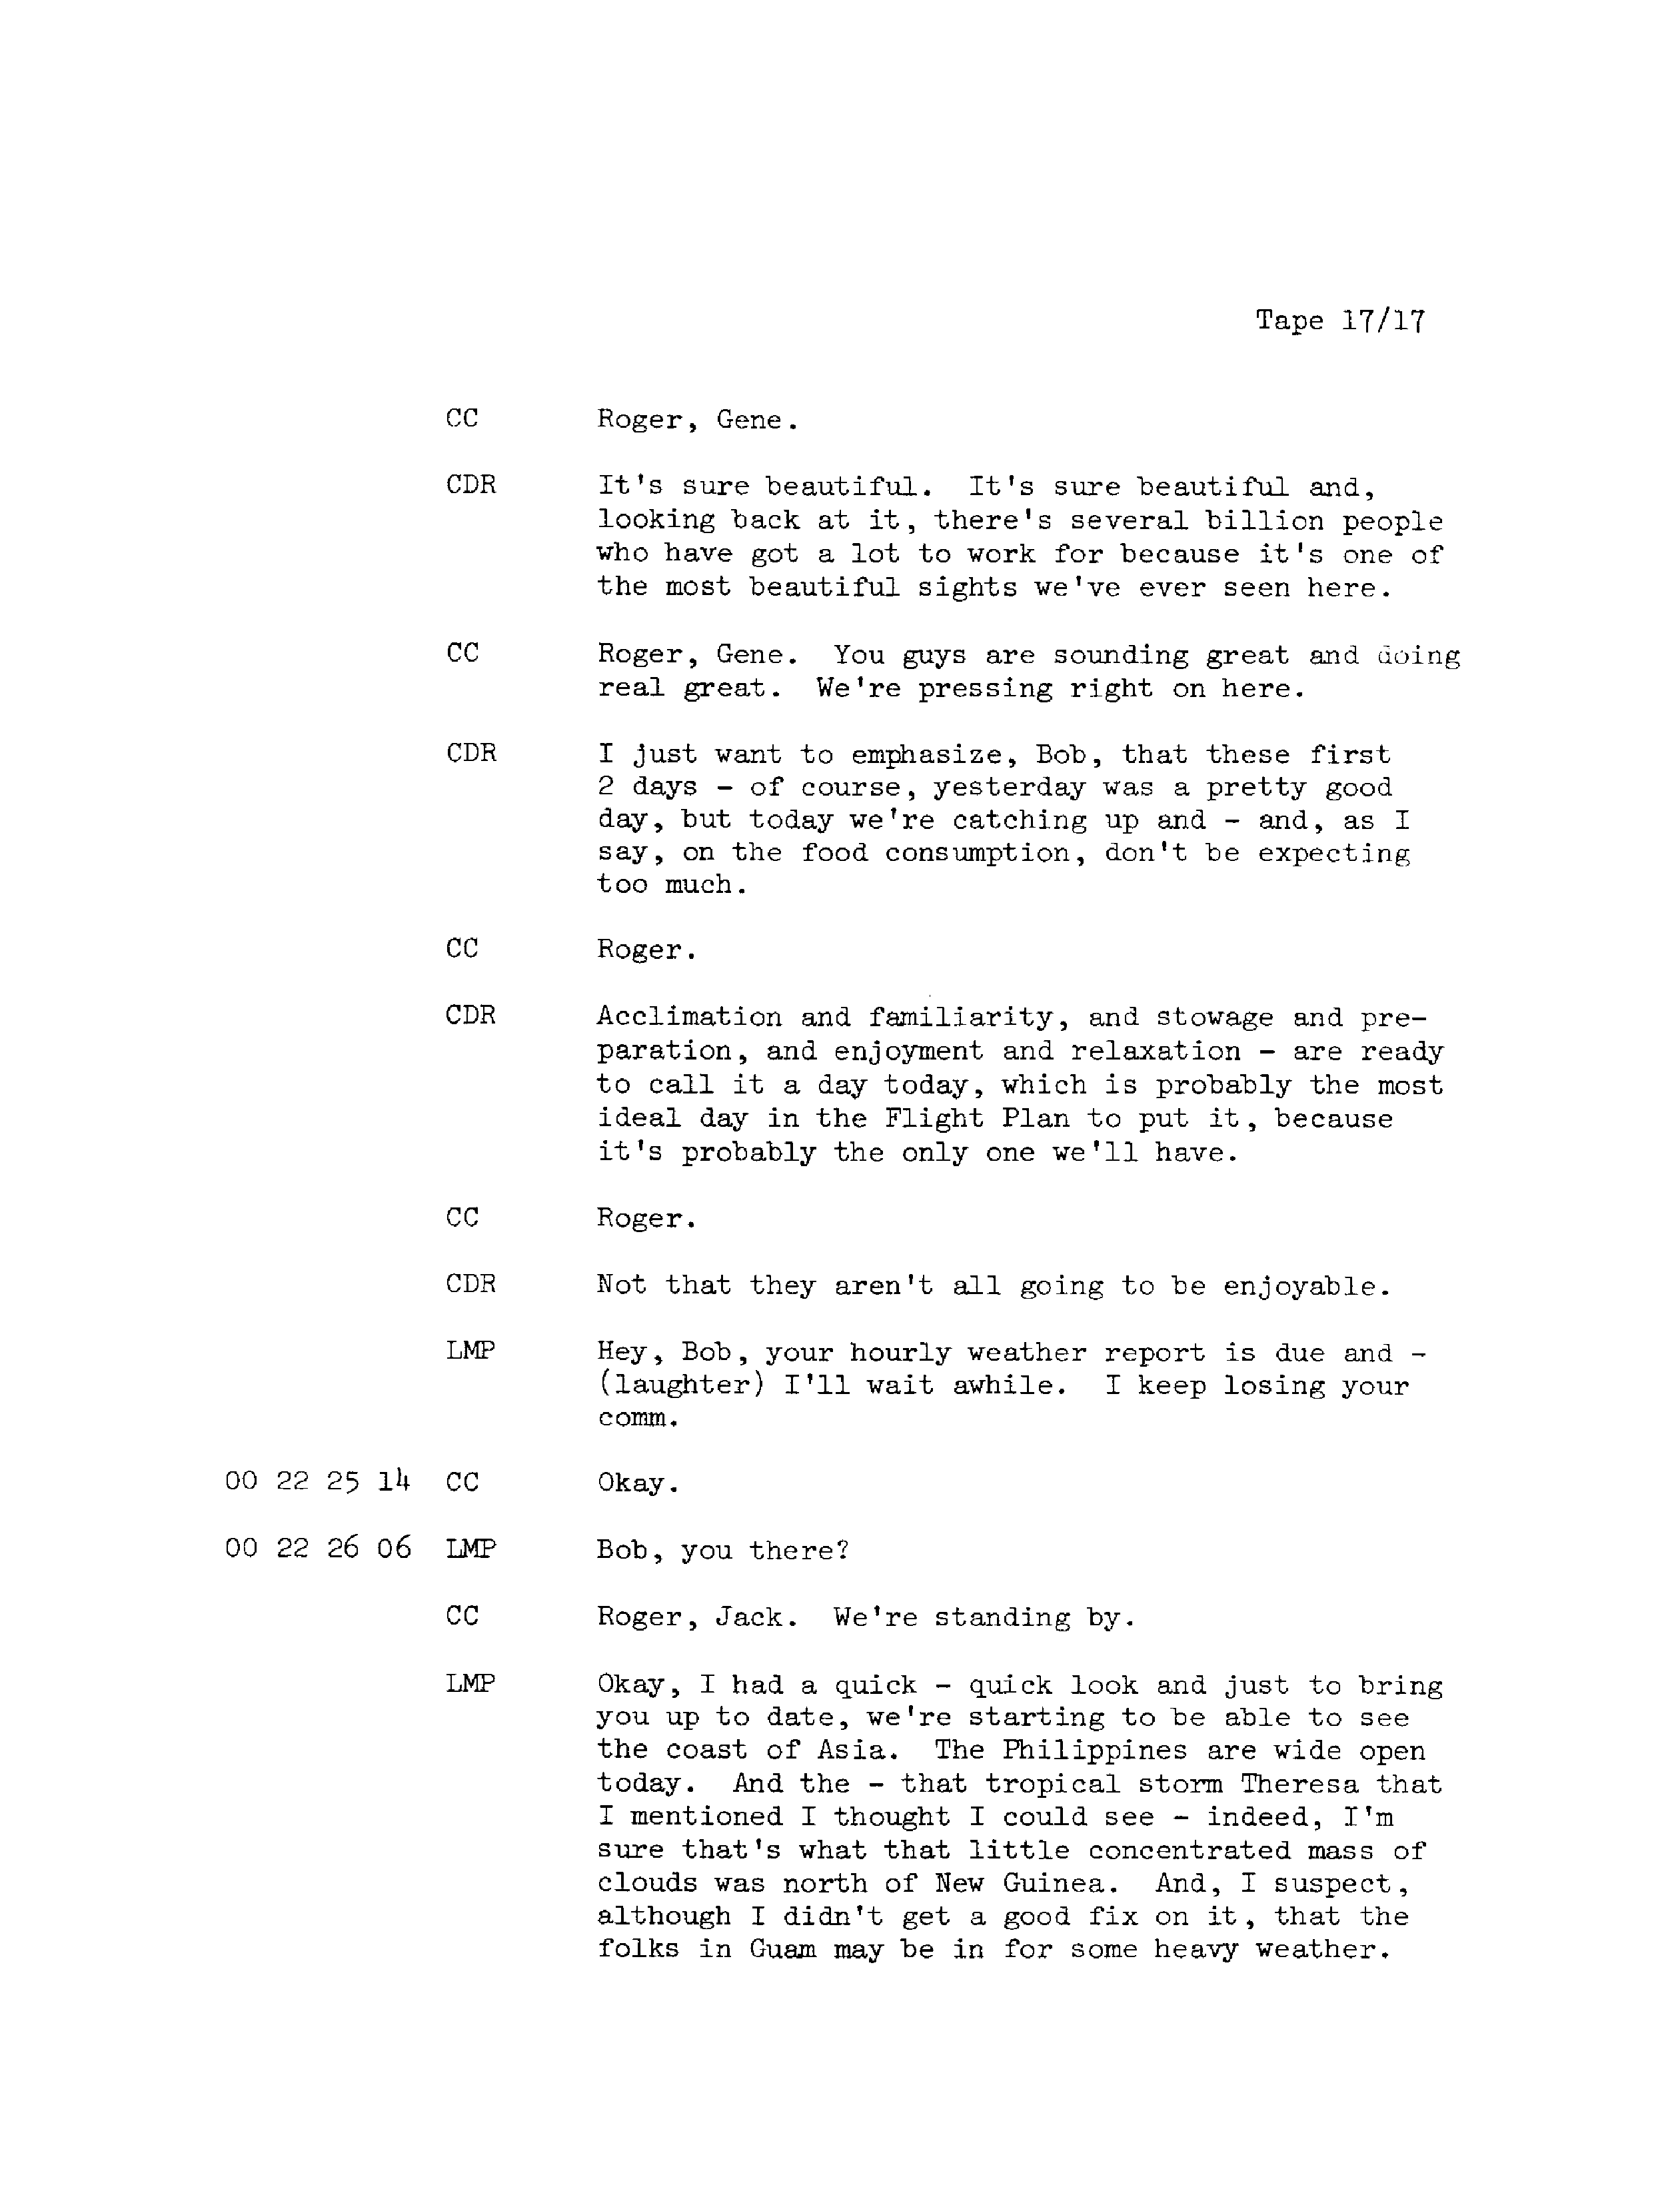 Tape 17/17
CC Roger, Gene.
CDR It's sure beautiful. It's sure beautiful and,
looking back at it, there's several billion people
who have got a lot to work for because it's one of
the most beautiful sights we've ever seen here.
CC Roger, Gene. You guys are sounding great and doing
real great. We're pressing right on here.
CDR I just want to emphasize, Bob, that these first
2 days - of course, yesterday was a pretty good
day, but today we're catching up and - and, as I
say, on the food consumption, don't be expecting
too much.
CC Roger.
CDR Acclimation and familiarity, and stowage and pre-
paration, and enjoyment and relaxation - are ready
to call it a day today, which is probably the most
ideal day in the Flight Plan to put it, because
it's probably the only one we'll have.
CC Roger.
CDR Not that they aren't all going to be enjoyable.
LMP Hey, Bob, your hourly weather report is due and -
(laughter) I'll wait awhile. I keep losing your
comm.
00 22 25 14 CC Okay.
00 22 26 06 LMP Bob, you there?
CC Roger, Jack. We're standing by.
LMP Okay, I had a quick - quick look and just to bring
you up to date, we're starting to be able to see
the coast of Asia. The Philippines are wide open
today. And the - that tropical storm Theresa that
I mentioned I thought I could see - indeed, I'm
sure that's what that little concentrated mass of
clouds was north of New Guinea. And, I suspect,
although I didn't get a good fix on it, that the
folks in Guam may be in for some heavy weather.